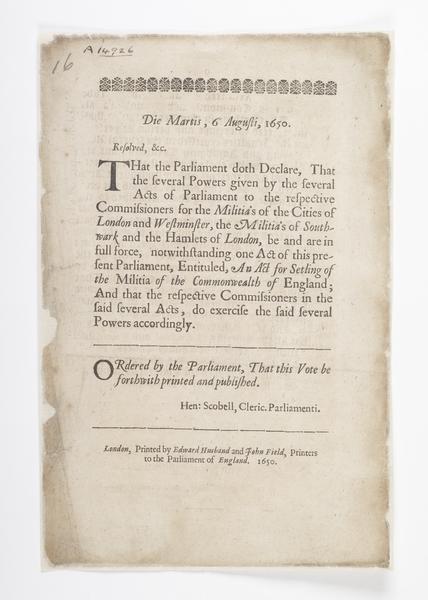 16
A 14926
Die Martis, 6 Auguſti, 1650.
Reſolved, &c.
THat the Parliament doth Declare, That
the ſeveral Powers given by the ſeveral
Acts of Parliament to the reſpective
Commiſſioners for the Militia's of the Cities of
London and Weſtminſter, the Militia's of South-
wark and the Hamlets of London, be and are in
full force, notwithſtanding one Act of this pre-
ſent Parliament, Entituled, An Act for Setling of
the Militia of the Commonwealth of England;
And that the reſpective Commiſſioners in the
ſaid ſeveral Acts, do exerciſe the ſaid ſeveral
Powers accordingly.
ORdered by the Parliament, That this Vote be
forthwith printed and publiſhed.
Hen: Scobell, Cleric. Parliamenti.
London, Printed by Edward Husband and John Field, Printers
to the Parliament of England. 1650.